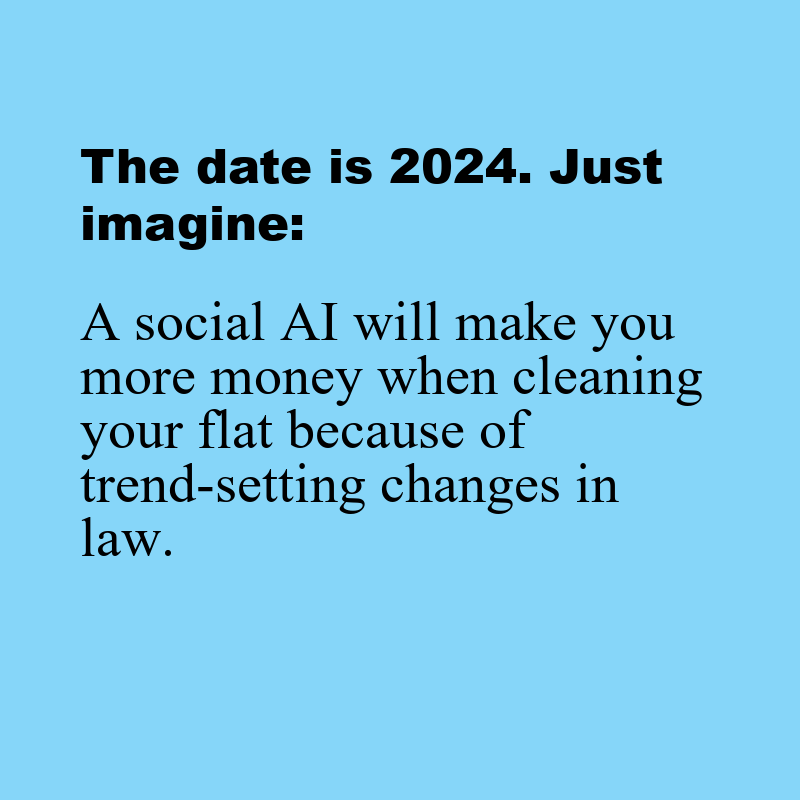 The date is 2024. Just
imagine:
A social AI will make you
more money when cleaning
your flat because of
trend-setting changes in
law.